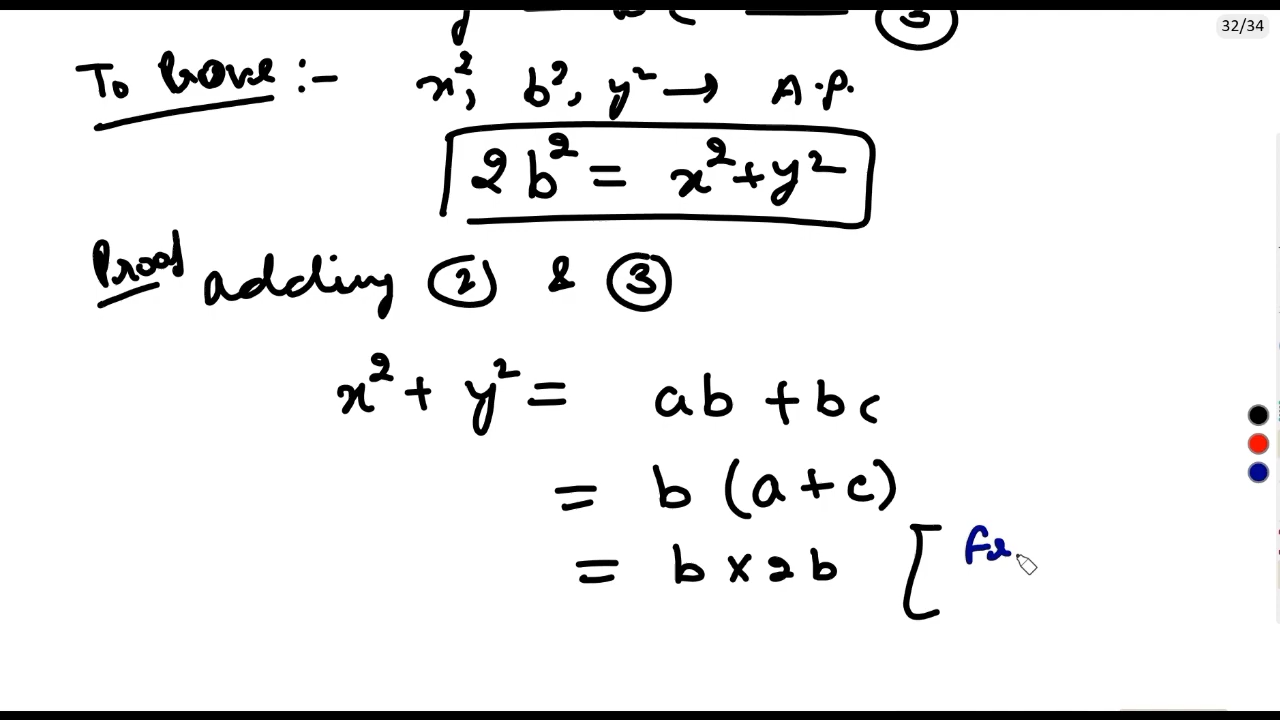 32/34
To Prove :- x², b², y² → A.P.
2b² = x² + y²
Proof adding ② & ③
x² + y² = ab + bc
= b (a + c)
= b × 2b [ Fr